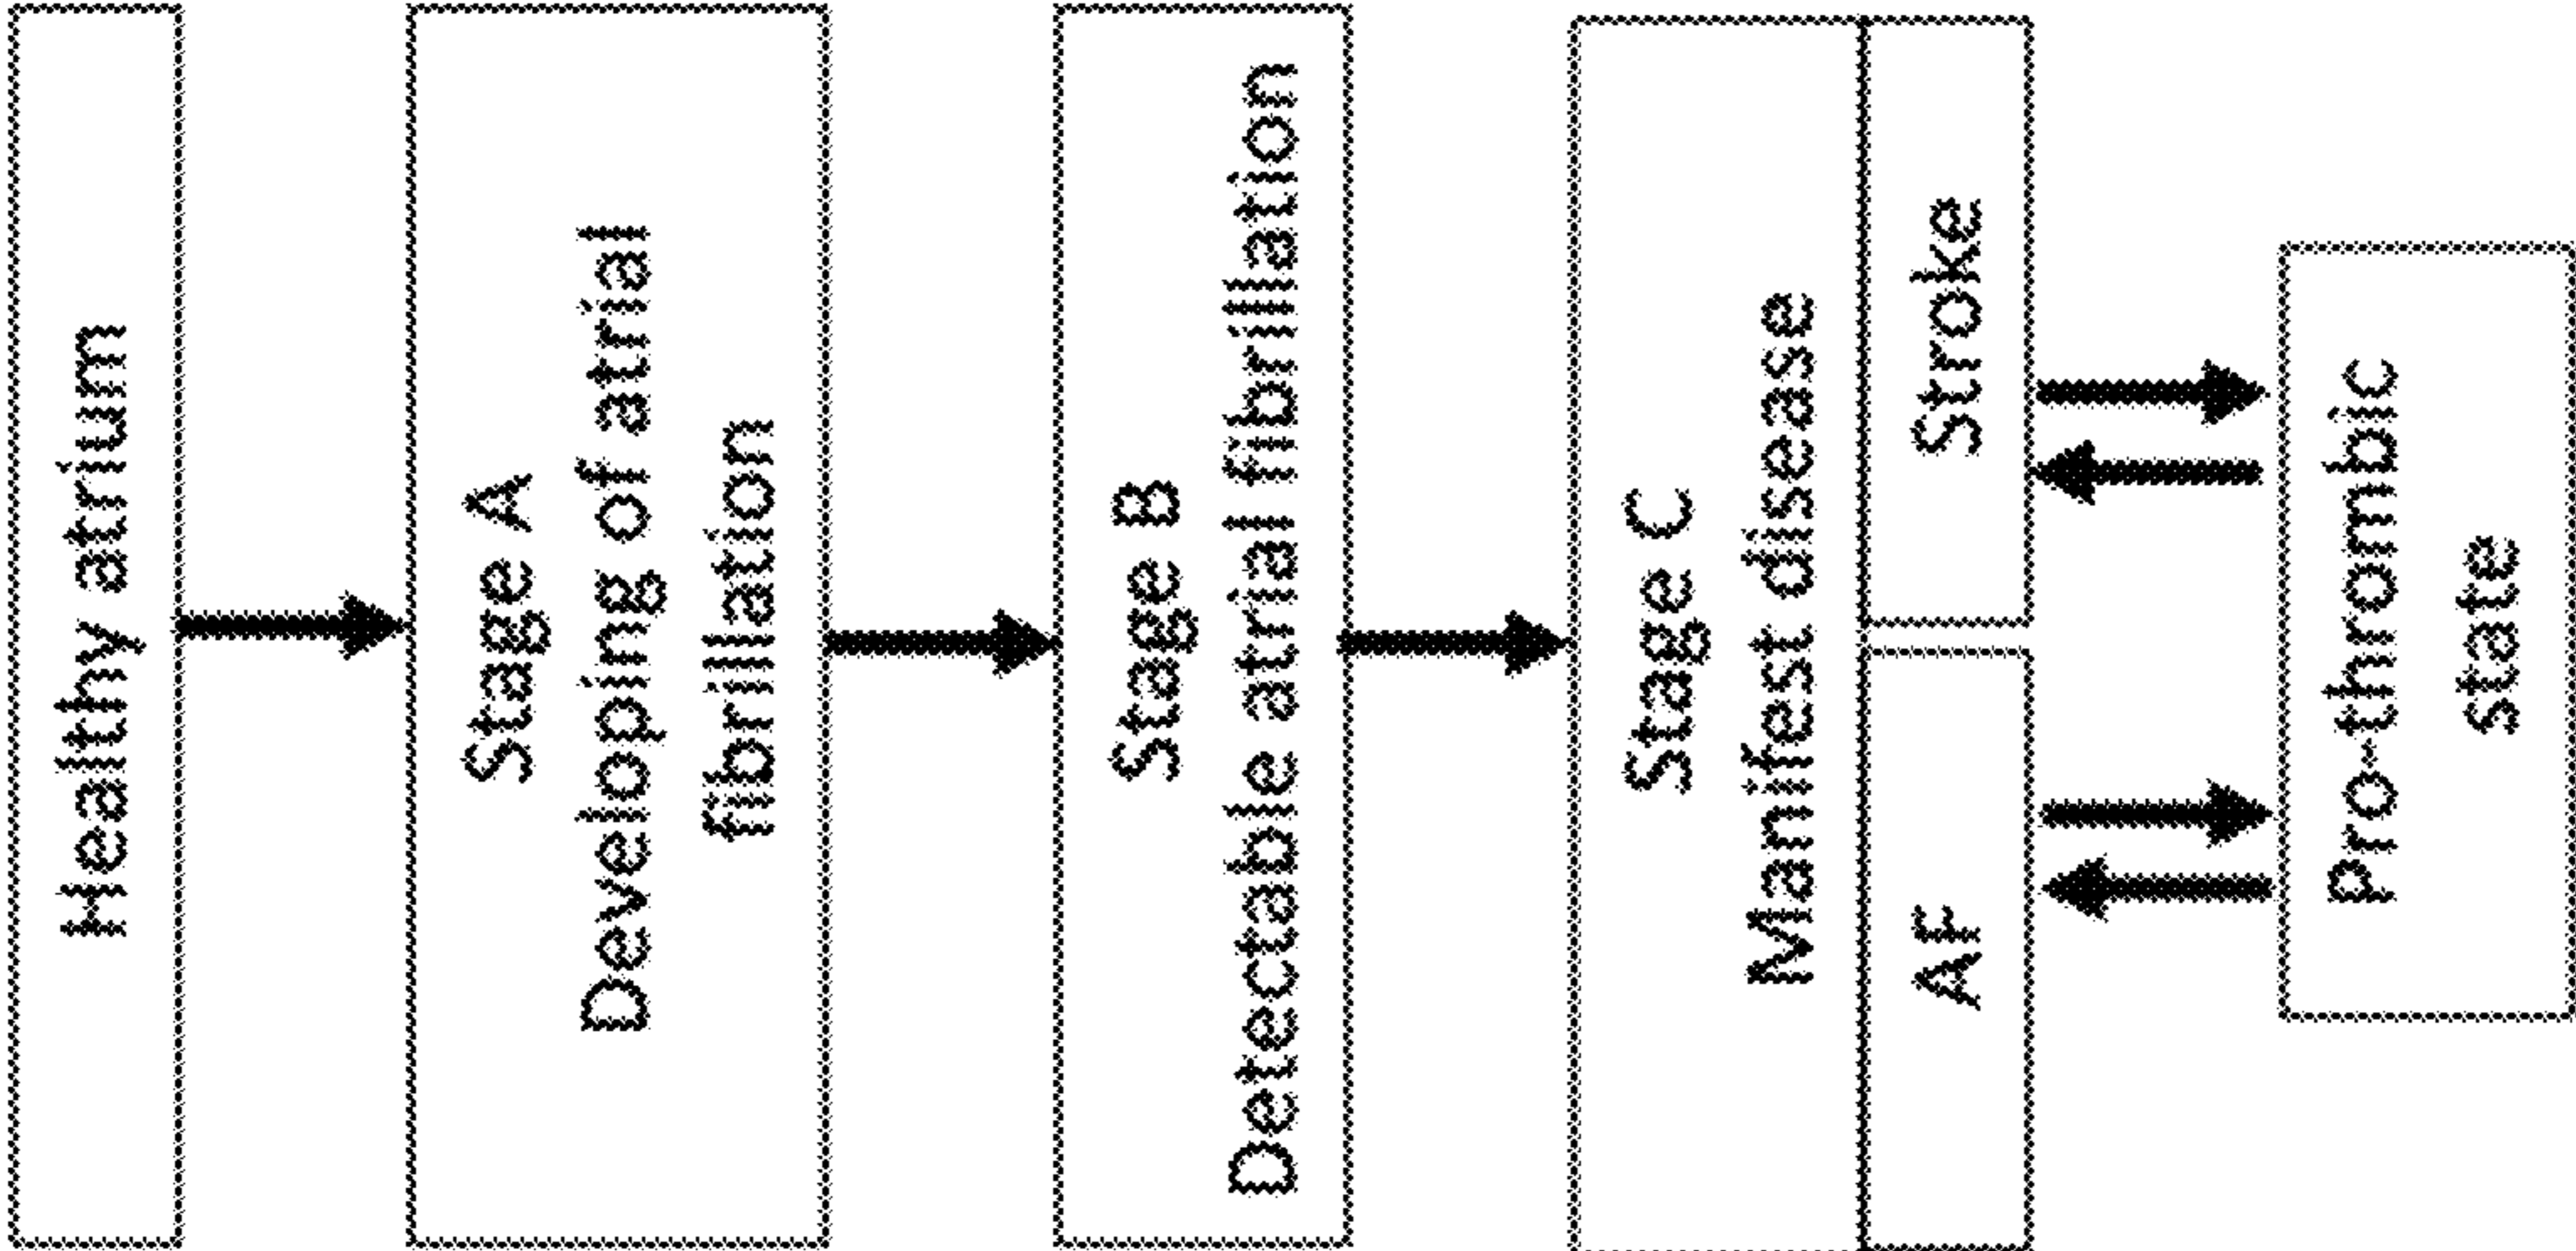 Healthy atrium
Stage A
Developing of atrial
fibrillation
Stage B
Detectable atrial fibrillation
Stage C
Manifest disease
AF
Stroke
Pro-thrombic
state